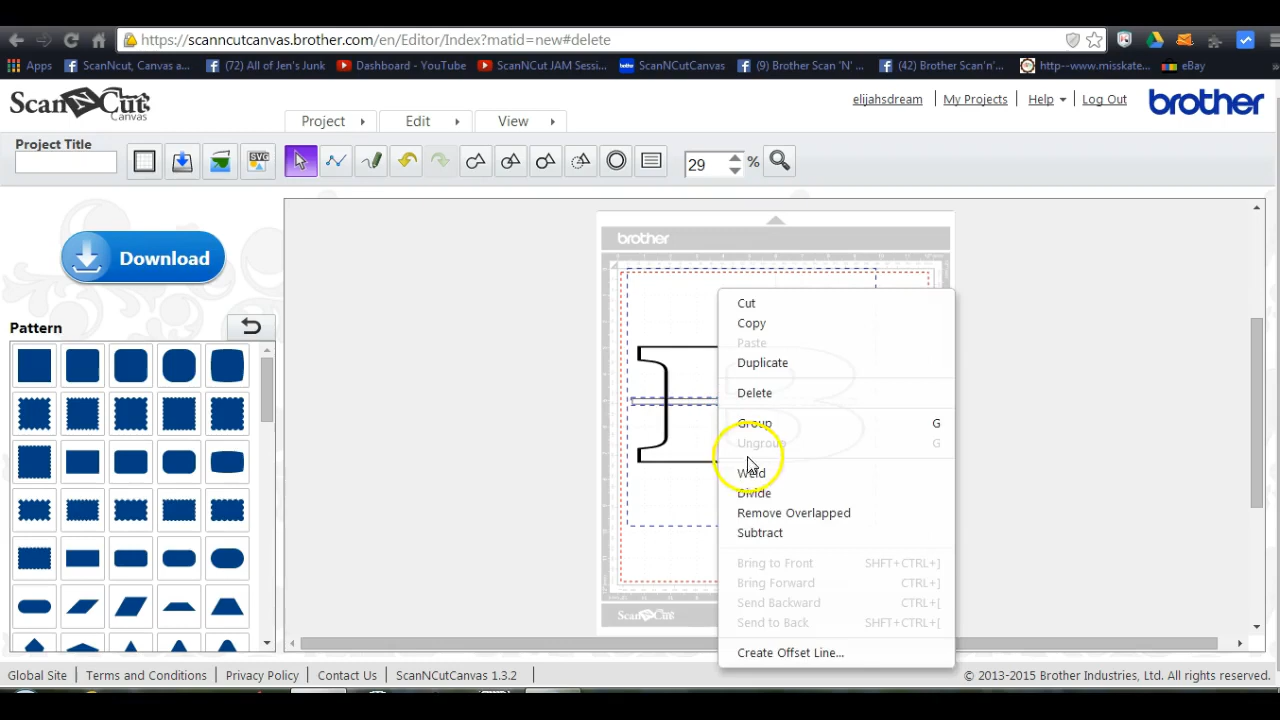 https://scanncutcanvas.brother.com/en/Editor/Index?matid=new#delete
Apps
ScanNcut, Canvas a...
(72) All of Jen's Junk
Dashboard - YouTube
ScanNCut JAM Sessi...
ScanNCutCanvas
(9) Brother Scan 'N' ...
(42) Brother Scan'n'...
http--www.misskate...
eBay
ScanNCut
Canvas
Project
Edit
View
elijahsdream
My Projects
Help
Log Out
brother
Project Title
SVG
29
%
Download
Pattern
brother
Cut
Copy
Paste
Duplicate
Delete
Group G
Ungroup G
Weld
Divide
Remove Overlapped
Subtract
Bring to Front SHFT+CTRL+]
Bring Forward CTRL+]
Send Backward CTRL+[
Send to Back SHFT+CTRL+[
Create Offset Line...
ScanNCut
Global Site
Terms and Conditions
Privacy Policy
Contact Us
ScanNCutCanvas 1.3.2
© 2013-2015 Brother Industries, Ltd. All rights reserved.